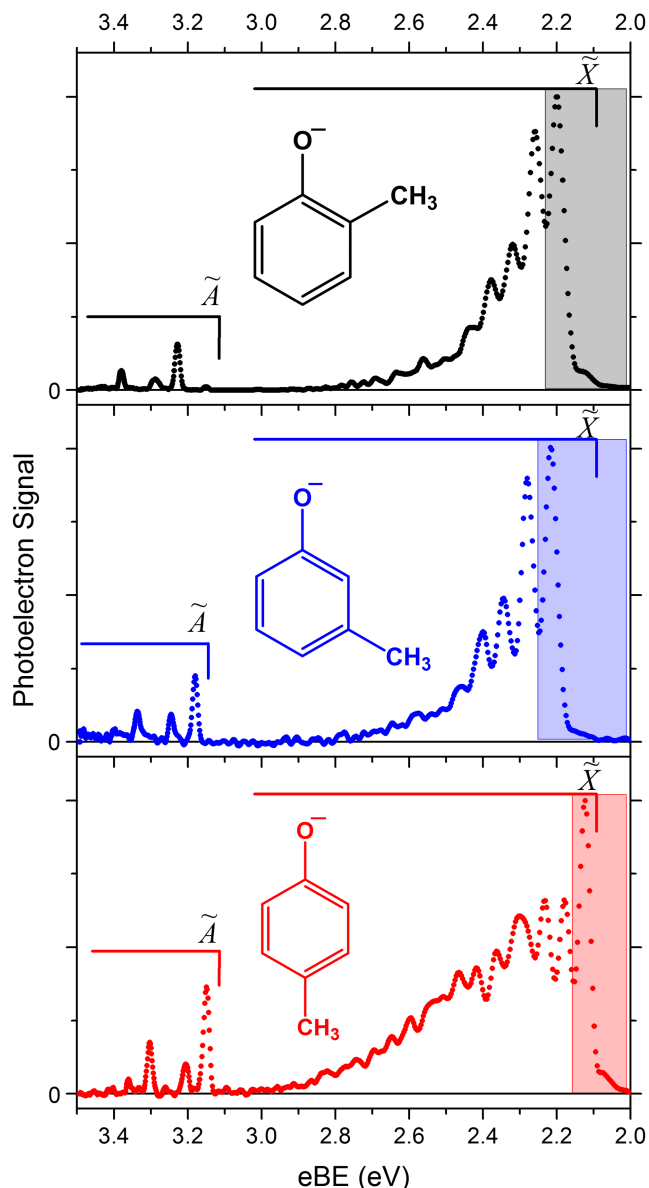 3.4 3.2 3.0 2.8 2.6 2.4 2.2 2.0
X̃
O⁻
CH₃
Ã
0
X̃
O⁻
Ã
CH₃
0
X̃
O⁻
Ã
CH₃
0
3.4 3.2 3.0 2.8 2.6 2.4 2.2 2.0
eBE (eV)
Photoelectron Signal